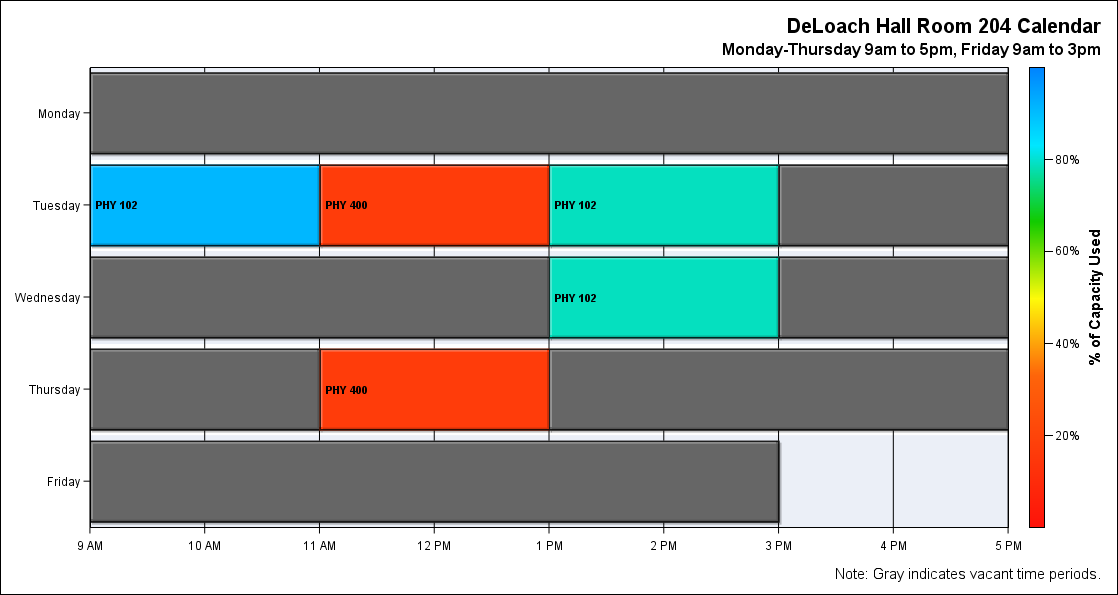 DeLoach Hall Room 204 Calendar
Monday-Thursday 9am to 5pm, Friday 9am to 3pm
Monday
Tuesday
PHY 102
PHY 400
PHY 102
Wednesday
PHY 102
Thursday
PHY 400
Friday
9 AM
10 AM
11 AM
12 PM
1 PM
2 PM
3 PM
4 PM
5 PM
80%
60%
40%
20%
% of Capacity Used
Note: Gray indicates vacant time periods.